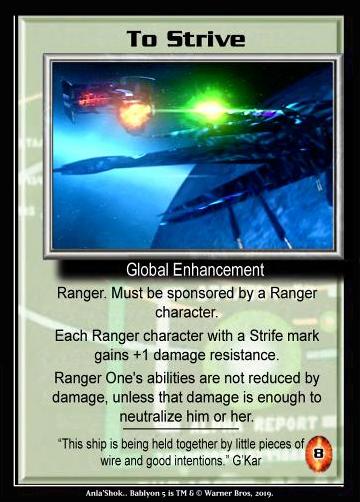 To Strive
Global Enhancement
Ranger. Must be sponsored by a Ranger
character.
Each Ranger character with a Strife mark
gains +1 damage resistance.
Ranger One's abilities are not reduced by
damage, unless that damage is enough to
neutralize him or her.
“This ship is being held together by little pieces of
wire and good intentions.” G'Kar
8
Anla'Shok.. Bablyon 5 is TM & © Warner Bros, 2019.